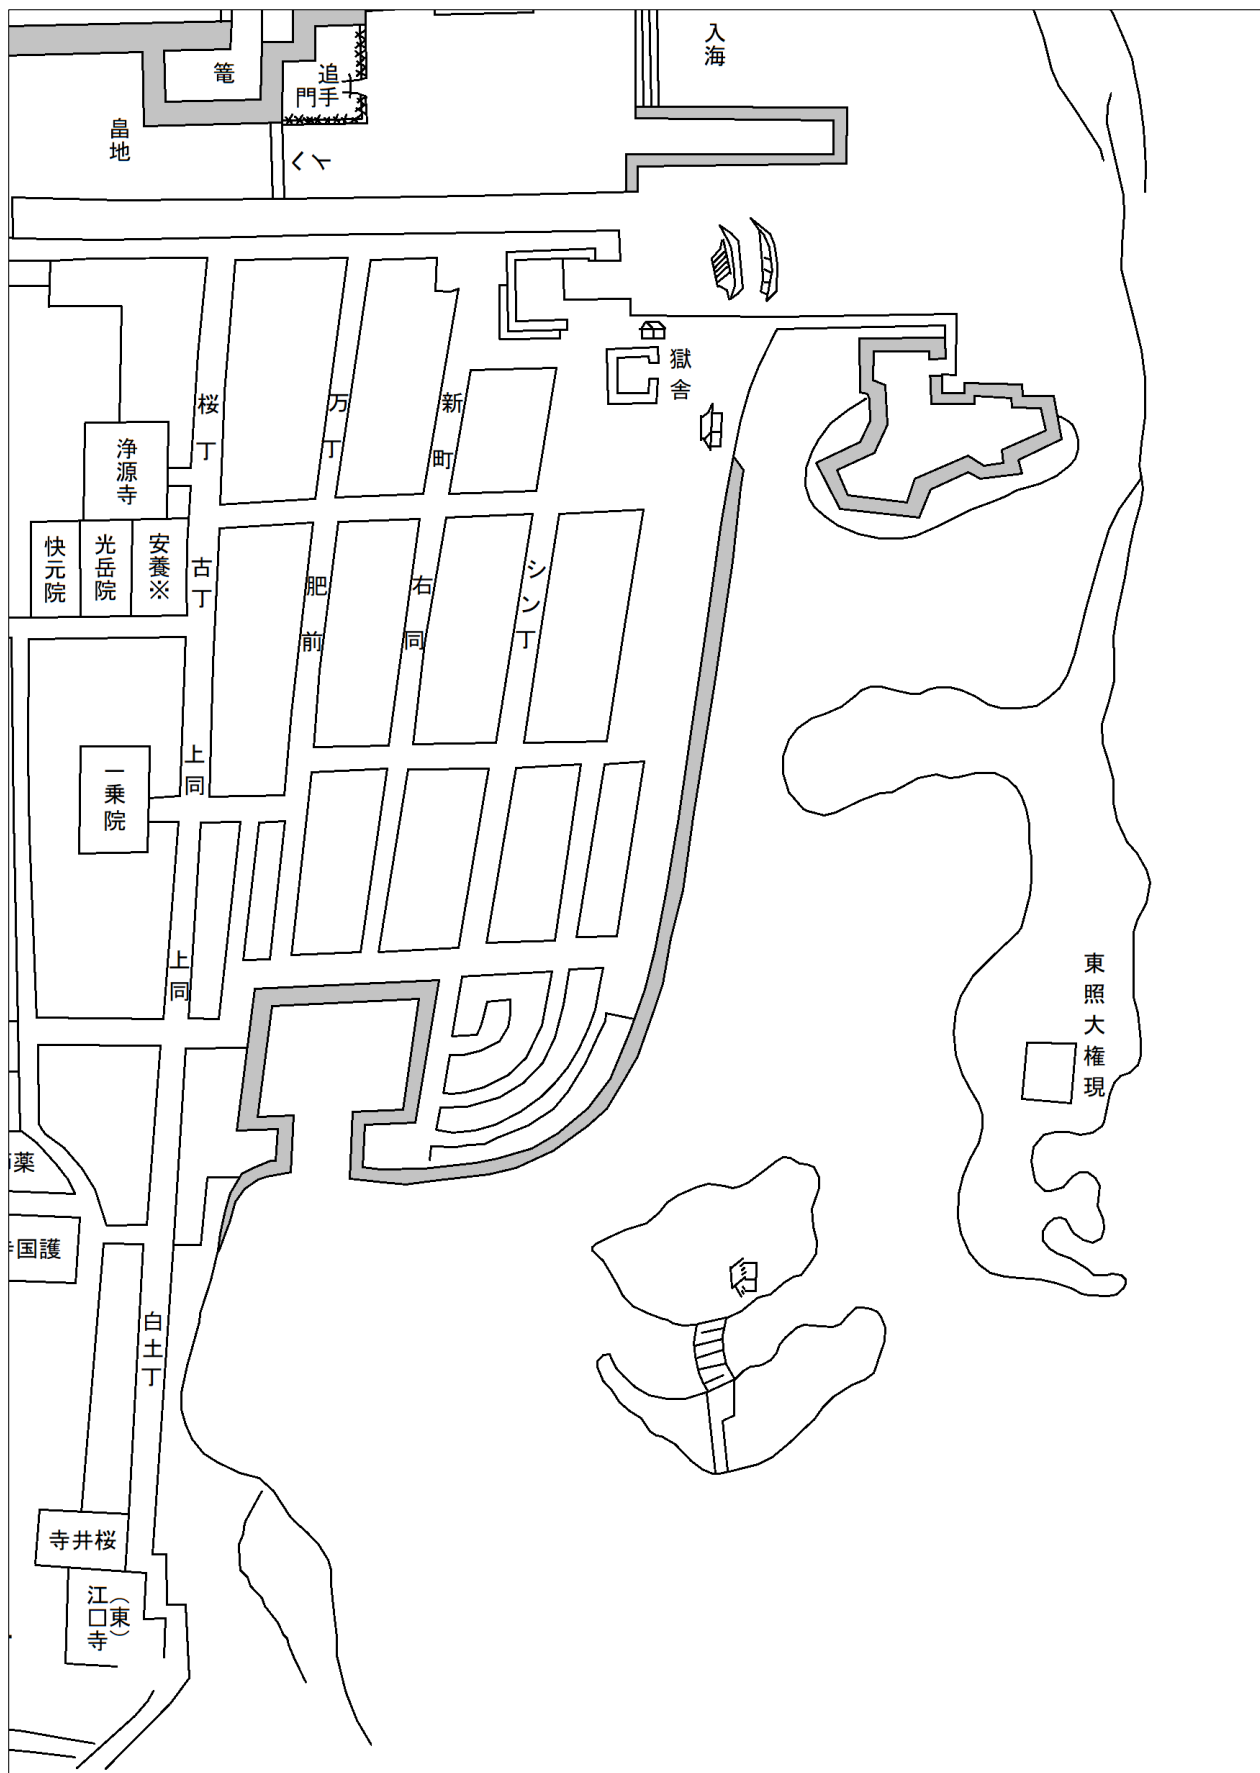 入海
篭
追手
門
畠地
入
く
獄舎
桜丁
万丁
新町
浄源寺
快元院
光岳院
安養※
古丁
肥前
右同
シン丁
上同
一乗院
上同
東照大権現
薬
国護
白土丁
寺井桜
(東)
江口寺